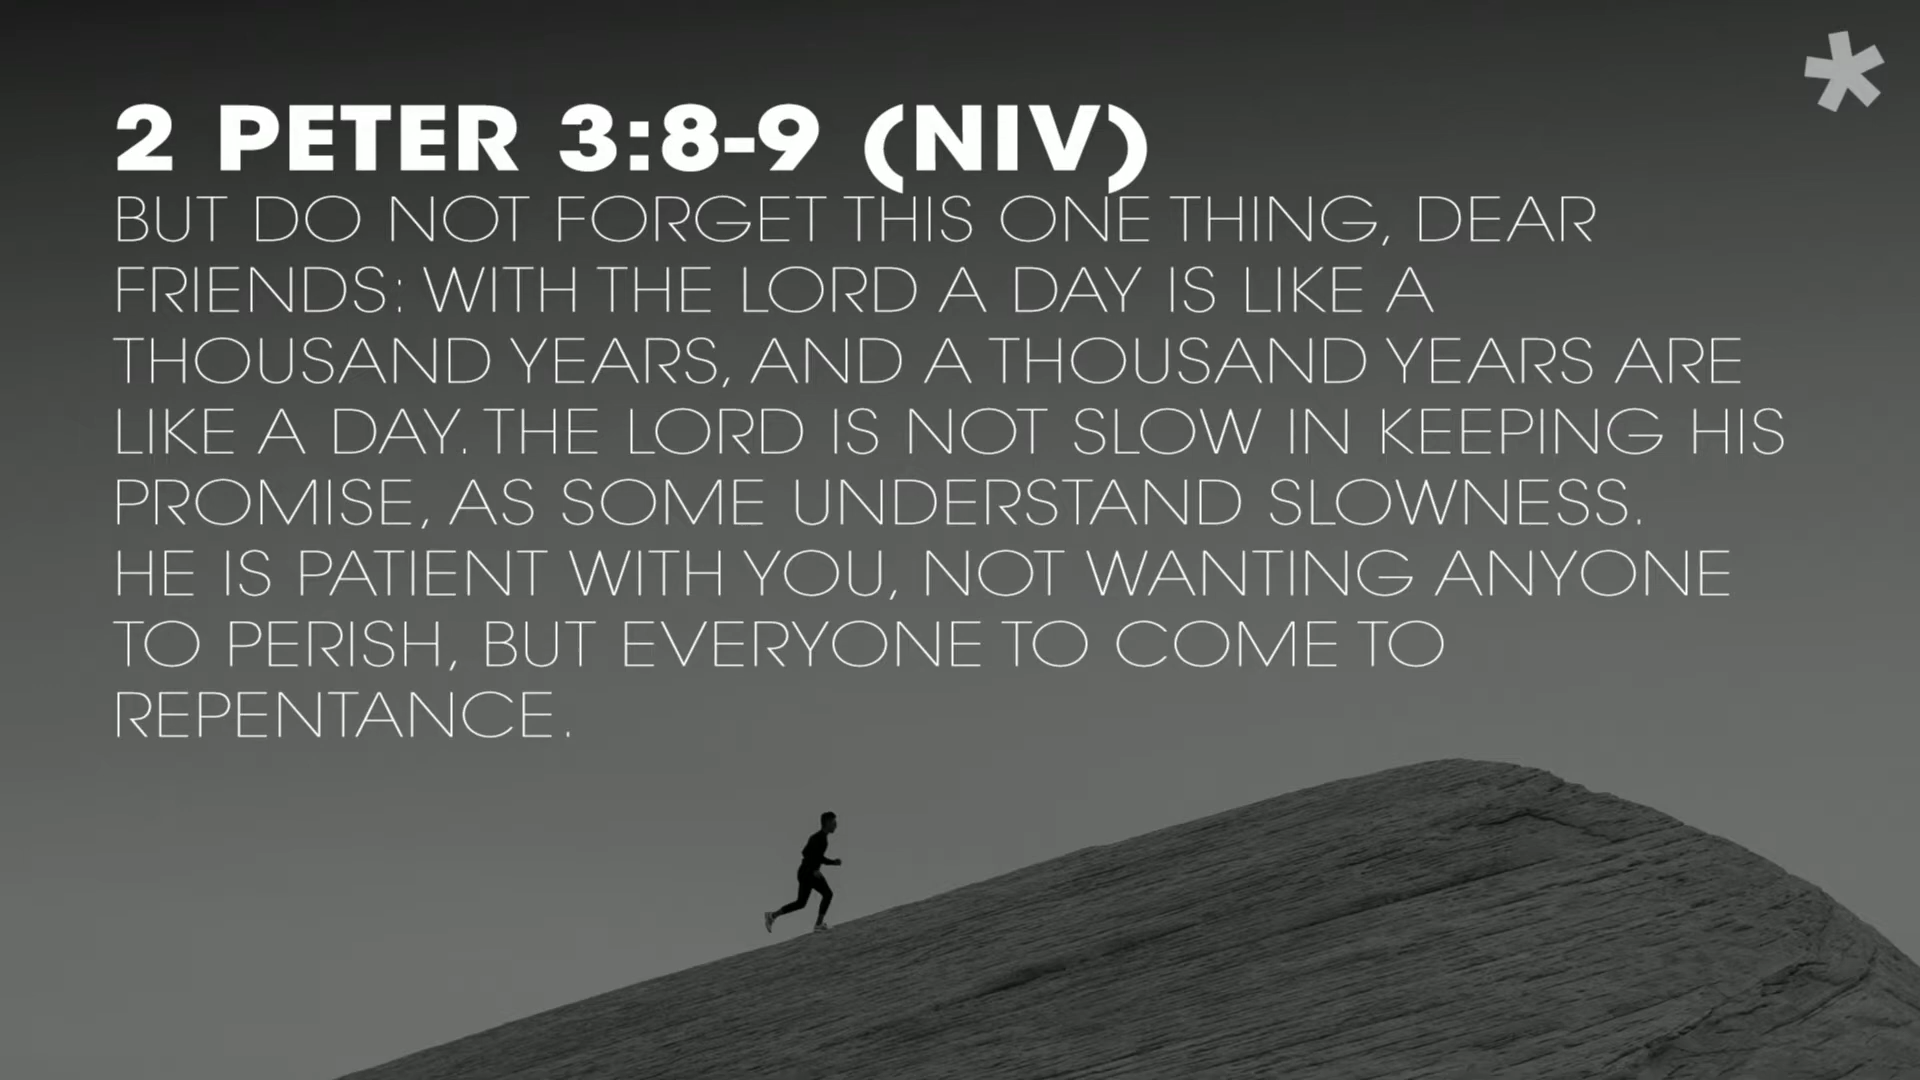 2 PETER 3:8-9 (NIV)
BUT DO NOT FORGET THIS ONE THING, DEAR
FRIENDS: WITH THE LORD A DAY IS LIKE A
THOUSAND YEARS, AND A THOUSAND YEARS ARE
LIKE A DAY. THE LORD IS NOT SLOW IN KEEPING HIS
PROMISE, AS SOME UNDERSTAND SLOWNESS.
HE IS PATIENT WITH YOU, NOT WANTING ANYONE
TO PERISH, BUT EVERYONE TO COME TO
REPENTANCE.